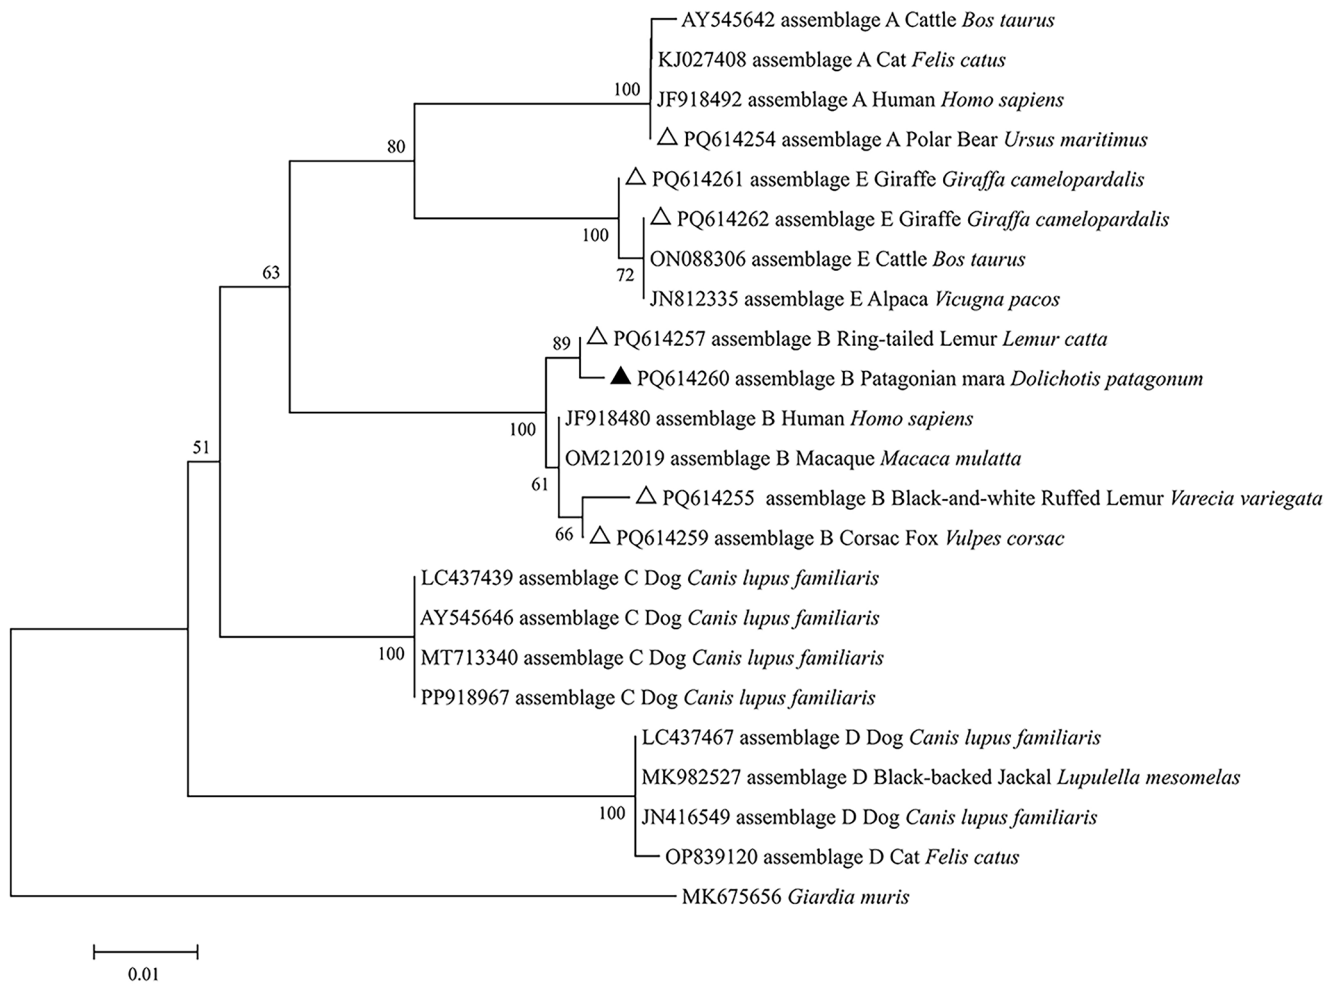 AY545642 assemblage A Cattle Bos taurus
KJ027408 assemblage A Cat Felis catus
100
JF918492 assemblage A Human Homo sapiens
△ PQ614254 assemblage A Polar Bear Ursus maritimus
80
△ PQ614261 assemblage E Giraffe Giraffa camelopardalis
△ PQ614262 assemblage E Giraffe Giraffa camelopardalis
100
ON088306 assemblage E Cattle Bos taurus
72
63
JN812335 assemblage E Alpaca Vicugna pacos
89
△ PQ614257 assemblage B Ring-tailed Lemur Lemur catta
▲ PQ614260 assemblage B Patagonian mara Dolichotis patagonum
JF918480 assemblage B Human Homo sapiens
100
51
OM212019 assemblage B Macaque Macaca mulatta
61
△ PQ614255 assemblage B Black-and-white Ruffed Lemur Varecia variegata
66
△ PQ614259 assemblage B Corsac Fox Vulpes corsac
LC437439 assemblage C Dog Canis lupus familiaris
AY545646 assemblage C Dog Canis lupus familiaris
100
MT713340 assemblage C Dog Canis lupus familiaris
PP918967 assemblage C Dog Canis lupus familiaris
LC437467 assemblage D Dog Canis lupus familiaris
MK982527 assemblage D Black-backed Jackal Lupulella mesomelas
100
JN416549 assemblage D Dog Canis lupus familiaris
OP839120 assemblage D Cat Felis catus
MK675656 Giardia muris
0.01